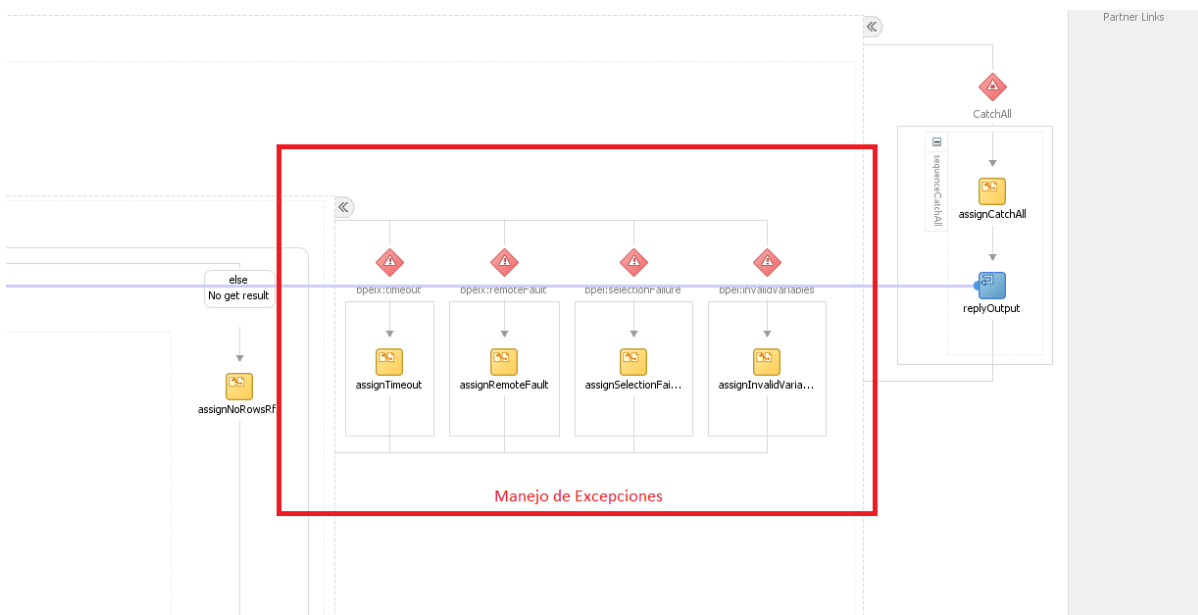 Partner Links
CatchAll
sequenceCatchAll
assignCatchAll
else
No get result
bpelx:timeout
bpelx:remoteFault
bpel:selectionFailure
bpel:invalidVariables
replyOutput
assignTimeout
assignRemoteFault
assignSelectionFai...
assignInvalidVaria...
assignNoRowsRf
Manejo de Excepciones